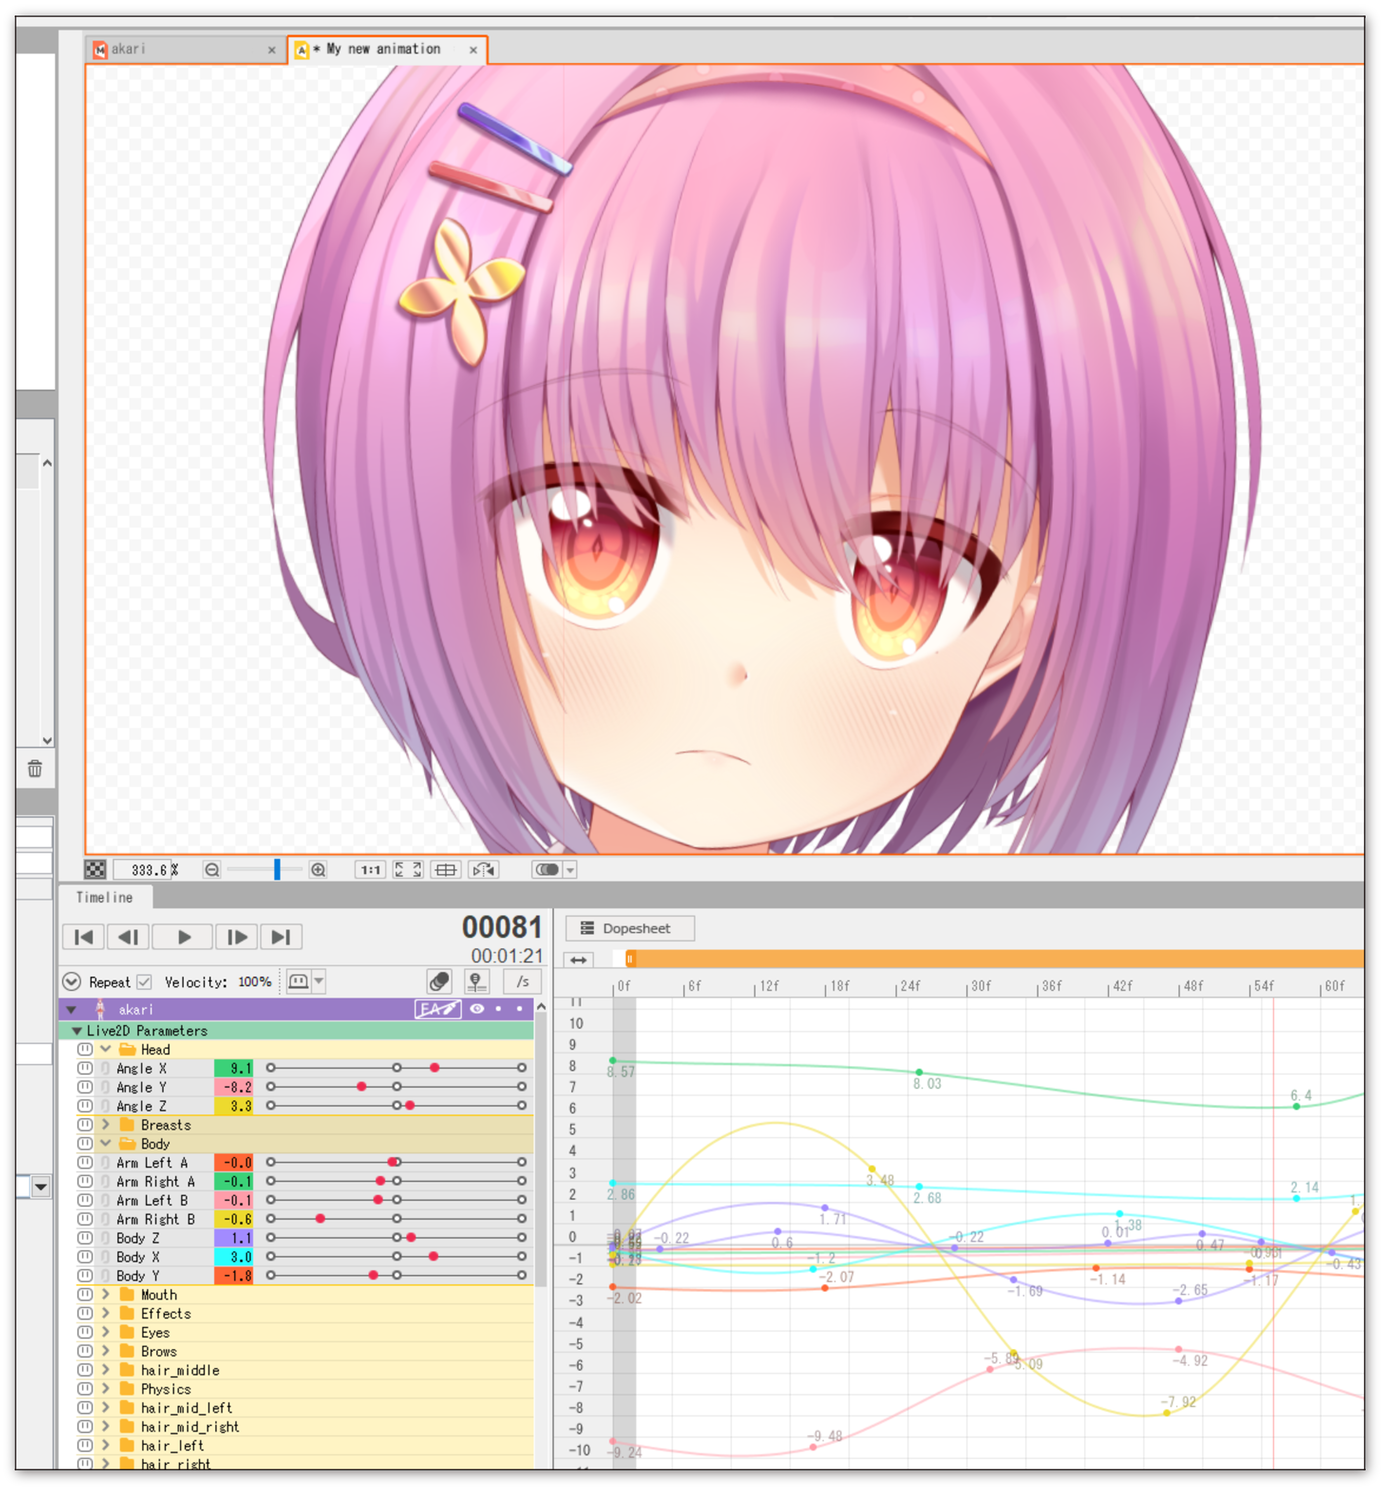 akari
* My new animation
333.6%
1:1
Timeline
00081
00:01:21
Dopesheet
Repeat Velocity: 100% /s
0f 6f 12f 18f 24f 30f 36f 42f 48f 54f 60f
akari EA
Live2D Parameters
Head
Angle X 9.1
Angle Y -8.2
Angle Z 3.3
Breasts
Body
Arm Left A -0.0
Arm Right A -0.1
Arm Left B -0.1
Arm Right B -0.6
Body Z 1.1
Body X 3.0
Body Y -1.8
Mouth
Effects
Eyes
Brows
hair_middle
Physics
hair_mid_left
hair_mid_right
hair_left
hair_right
11
10
9
8
7
6
5
4
3
2
1
0
-1
-2
-3
-4
-5
-6
-7
-8
-9
-10
8.57
8.03
6.4
3.48
2.86
2.68
2.14
1.71
1.38
-0.22
0.6
-0.22
0.01
0.47
-0.43
-1.2
-2.07
-1.14
-1.17
-2.02
-1.69
-2.65
-5.09
-4.92
-7.92
-9.48
-9.24